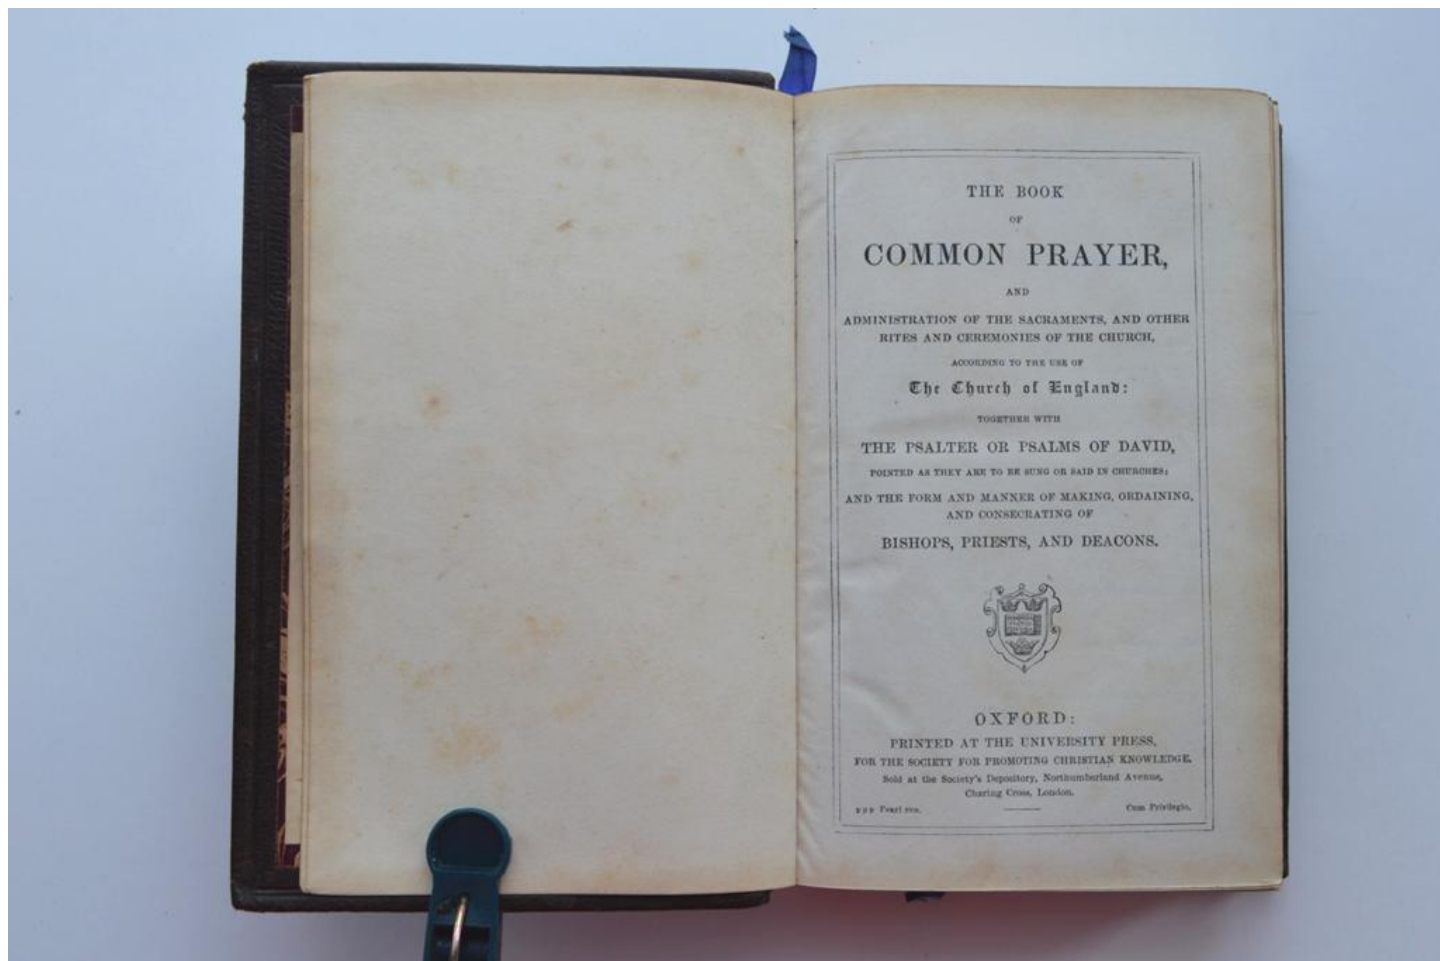 THE BOOK
OF
COMMON PRAYER,
AND
ADMINISTRATION OF THE SACRAMENTS, AND OTHER
RITES AND CEREMONIES OF THE CHURCH,
ACCORDING TO THE USE OF
The Church of England:
TOGETHER WITH
THE PSALTER OR PSALMS OF DAVID,
POINTED AS THEY ARE TO BE SUNG OR SAID IN CHURCHES;
AND THE FORM AND MANNER OF MAKING, ORDAINING,
AND CONSECRATING OF
BISHOPS, PRIESTS, AND DEACONS.
OXFORD:
PRINTED AT THE UNIVERSITY PRESS,
FOR THE SOCIETY FOR PROMOTING CHRISTIAN KNOWLEDGE.
Sold at the Society's Depository, Northumberland Avenue,
Charing Cross, London.
Pearl 8vo. Cum Privilegio.